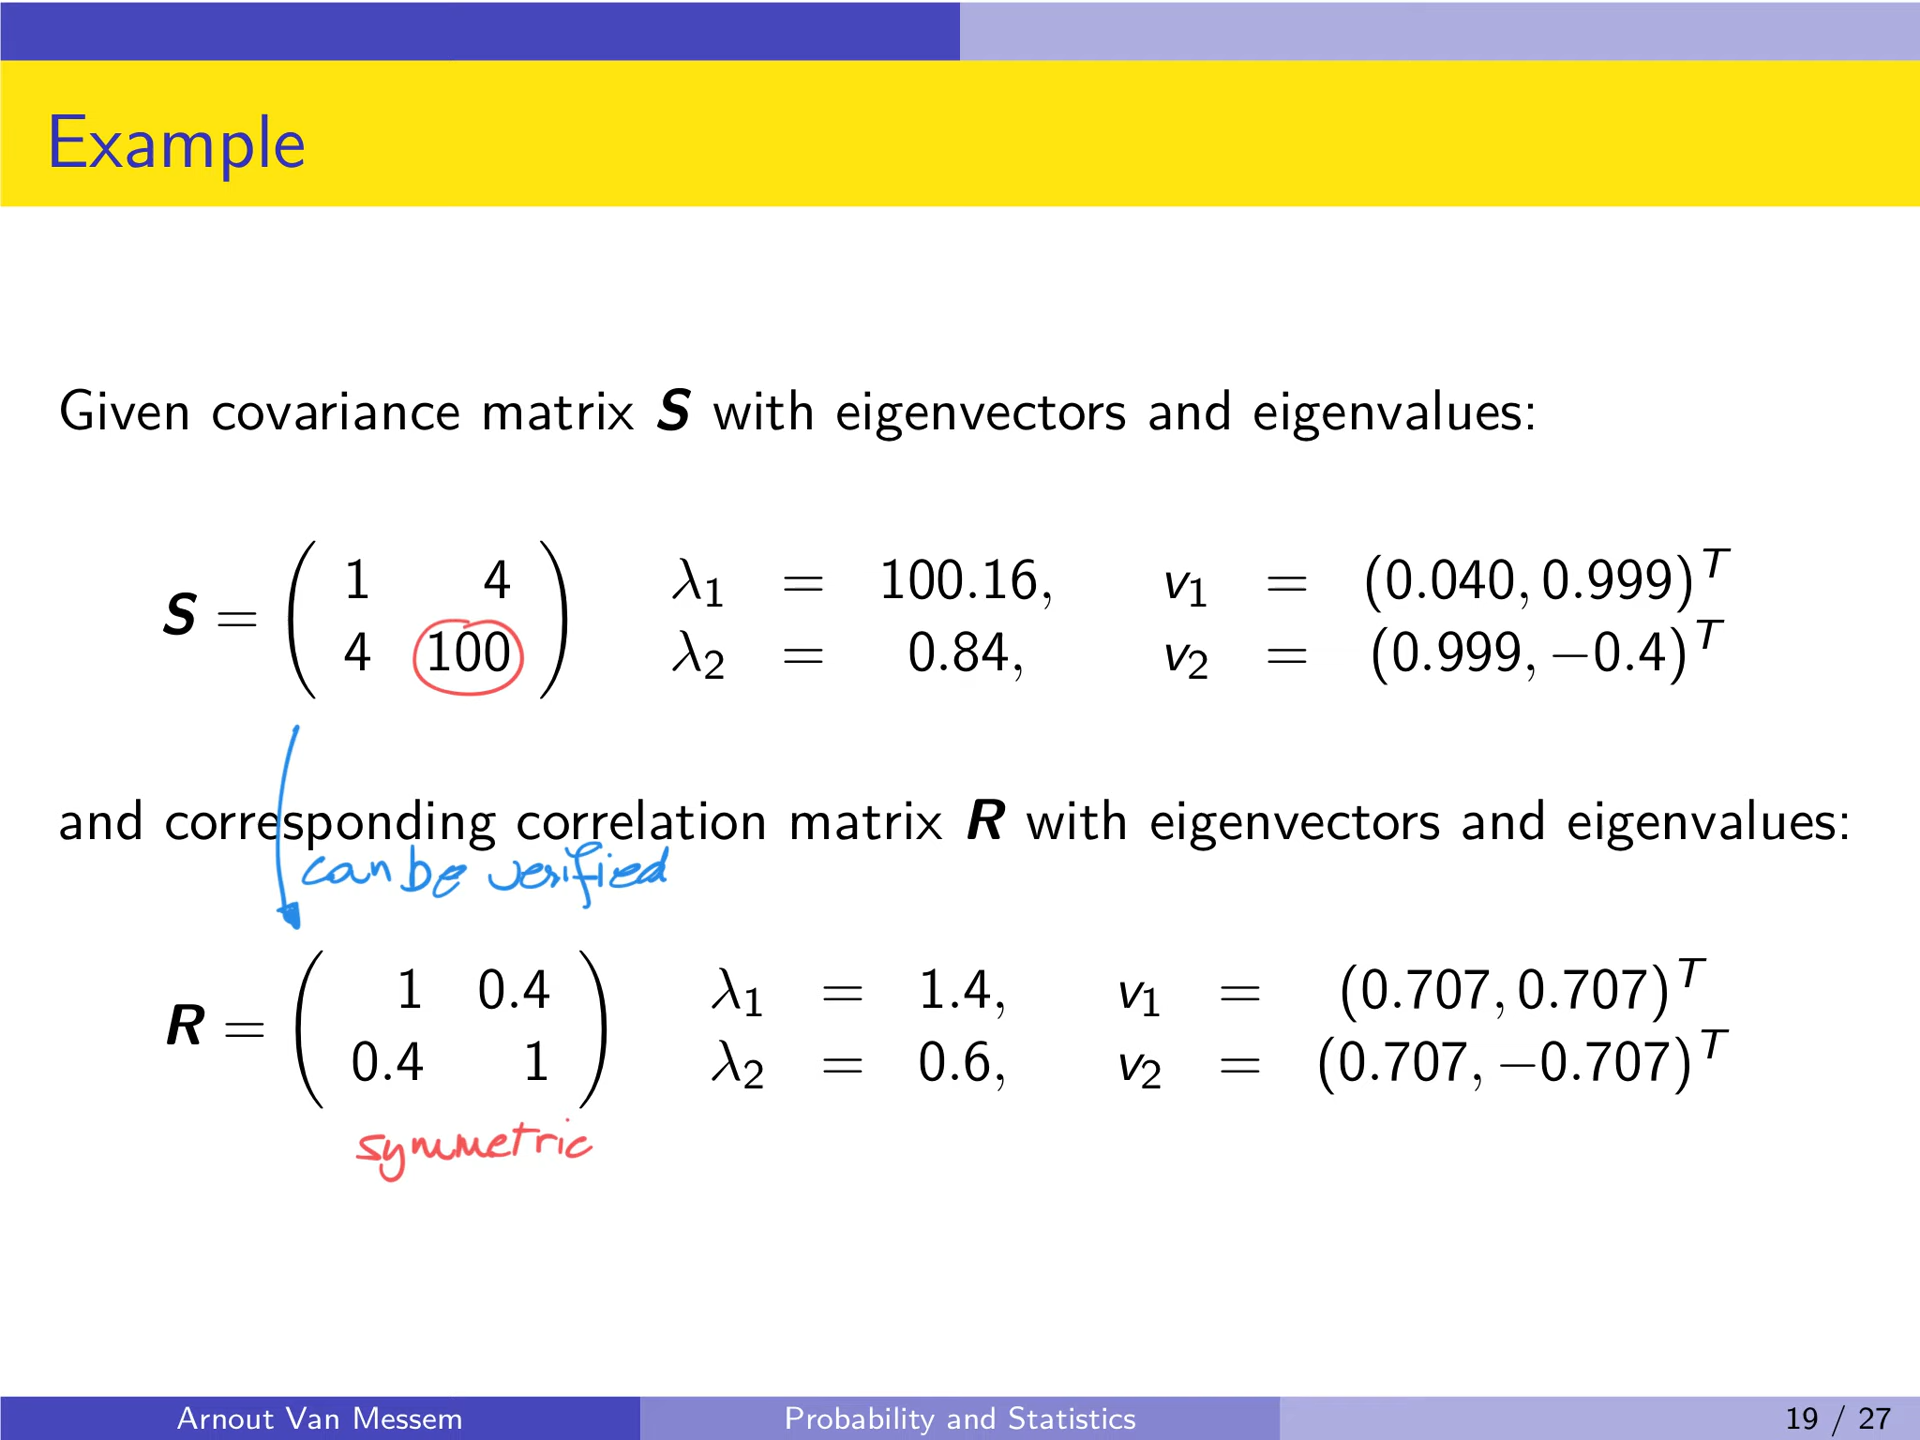 Example
Given covariance matrix S with eigenvectors and eigenvalues:
S = ( 1 4 ) λ1 = 100.16, v1 = (0.040, 0.999)^T
( 4 100 ) λ2 = 0.84, v2 = (0.999, −0.4)^T
and corresponding correlation matrix R with eigenvectors and eigenvalues:
can be verified
R = ( 1 0.4 ) λ1 = 1.4, v1 = (0.707, 0.707)^T
( 0.4 1 ) λ2 = 0.6, v2 = (0.707, −0.707)^T
symmetric
Arnout Van Messem Probability and Statistics 19 / 27